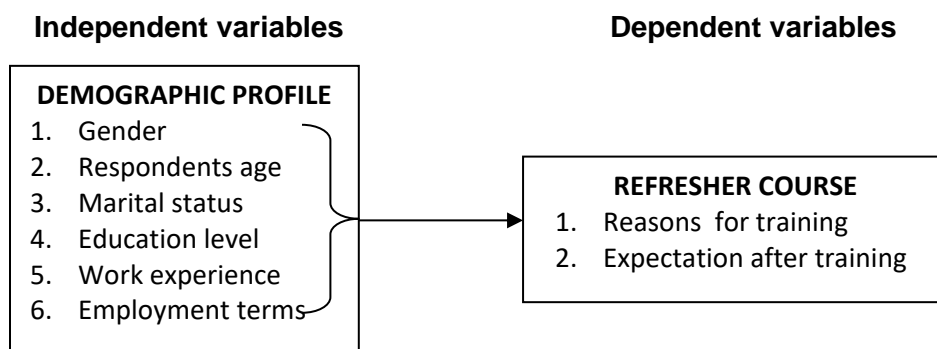 Independent variables
Dependent variables
DEMOGRAPHIC PROFILE
1. Gender
2. Respondents age
3. Marital status
4. Education level
5. Work experience
6. Employment terms
REFRESHER COURSE
1. Reasons for training
2. Expectation after training